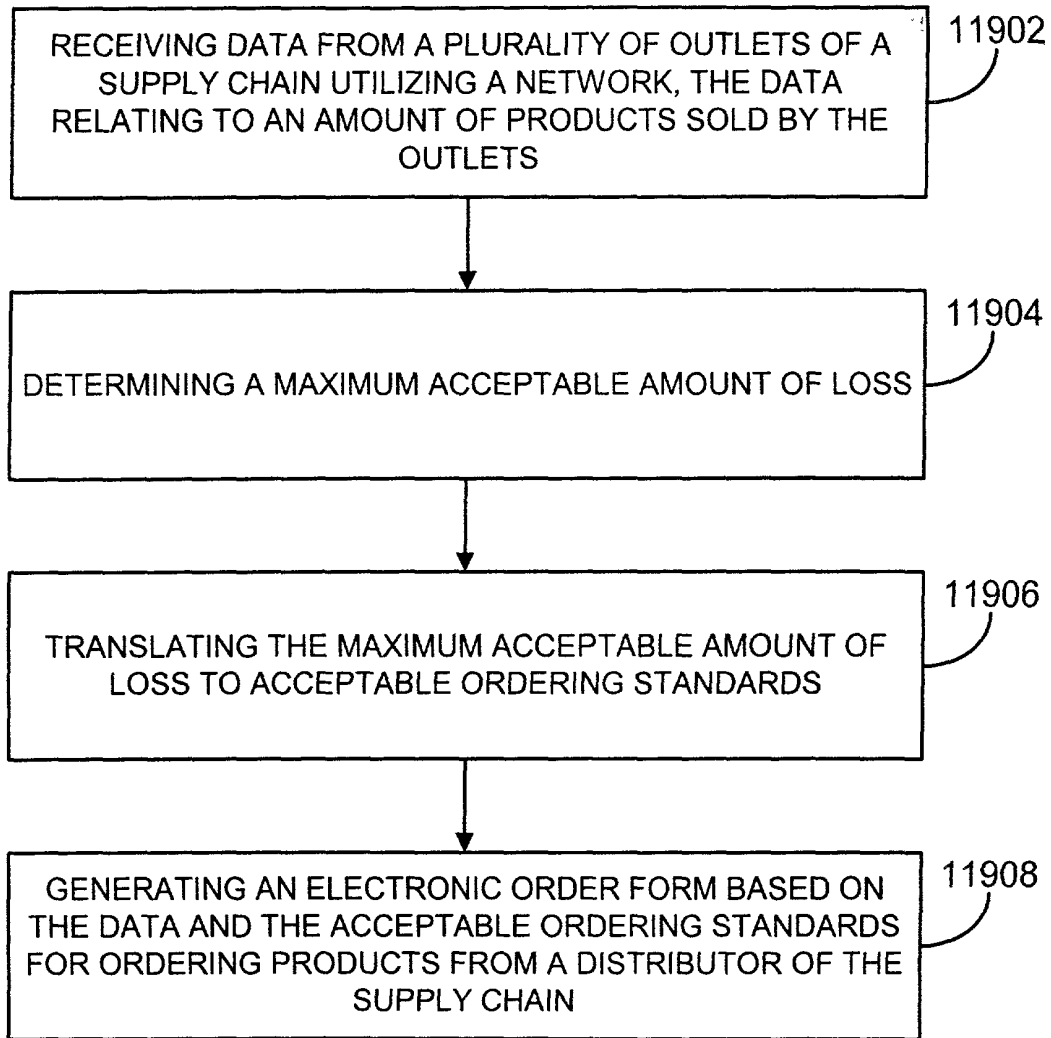 RECEIVING DATA FROM A PLURALITY OF OUTLETS OF A
SUPPLY CHAIN UTILIZING A NETWORK, THE DATA
RELATING TO AN AMOUNT OF PRODUCTS SOLD BY THE
OUTLETS
11902
DETERMINING A MAXIMUM ACCEPTABLE AMOUNT OF LOSS
11904
TRANSLATING THE MAXIMUM ACCEPTABLE AMOUNT OF
LOSS TO ACCEPTABLE ORDERING STANDARDS
11906
GENERATING AN ELECTRONIC ORDER FORM BASED ON
THE DATA AND THE ACCEPTABLE ORDERING STANDARDS
FOR ORDERING PRODUCTS FROM A DISTRIBUTOR OF THE
SUPPLY CHAIN
11908